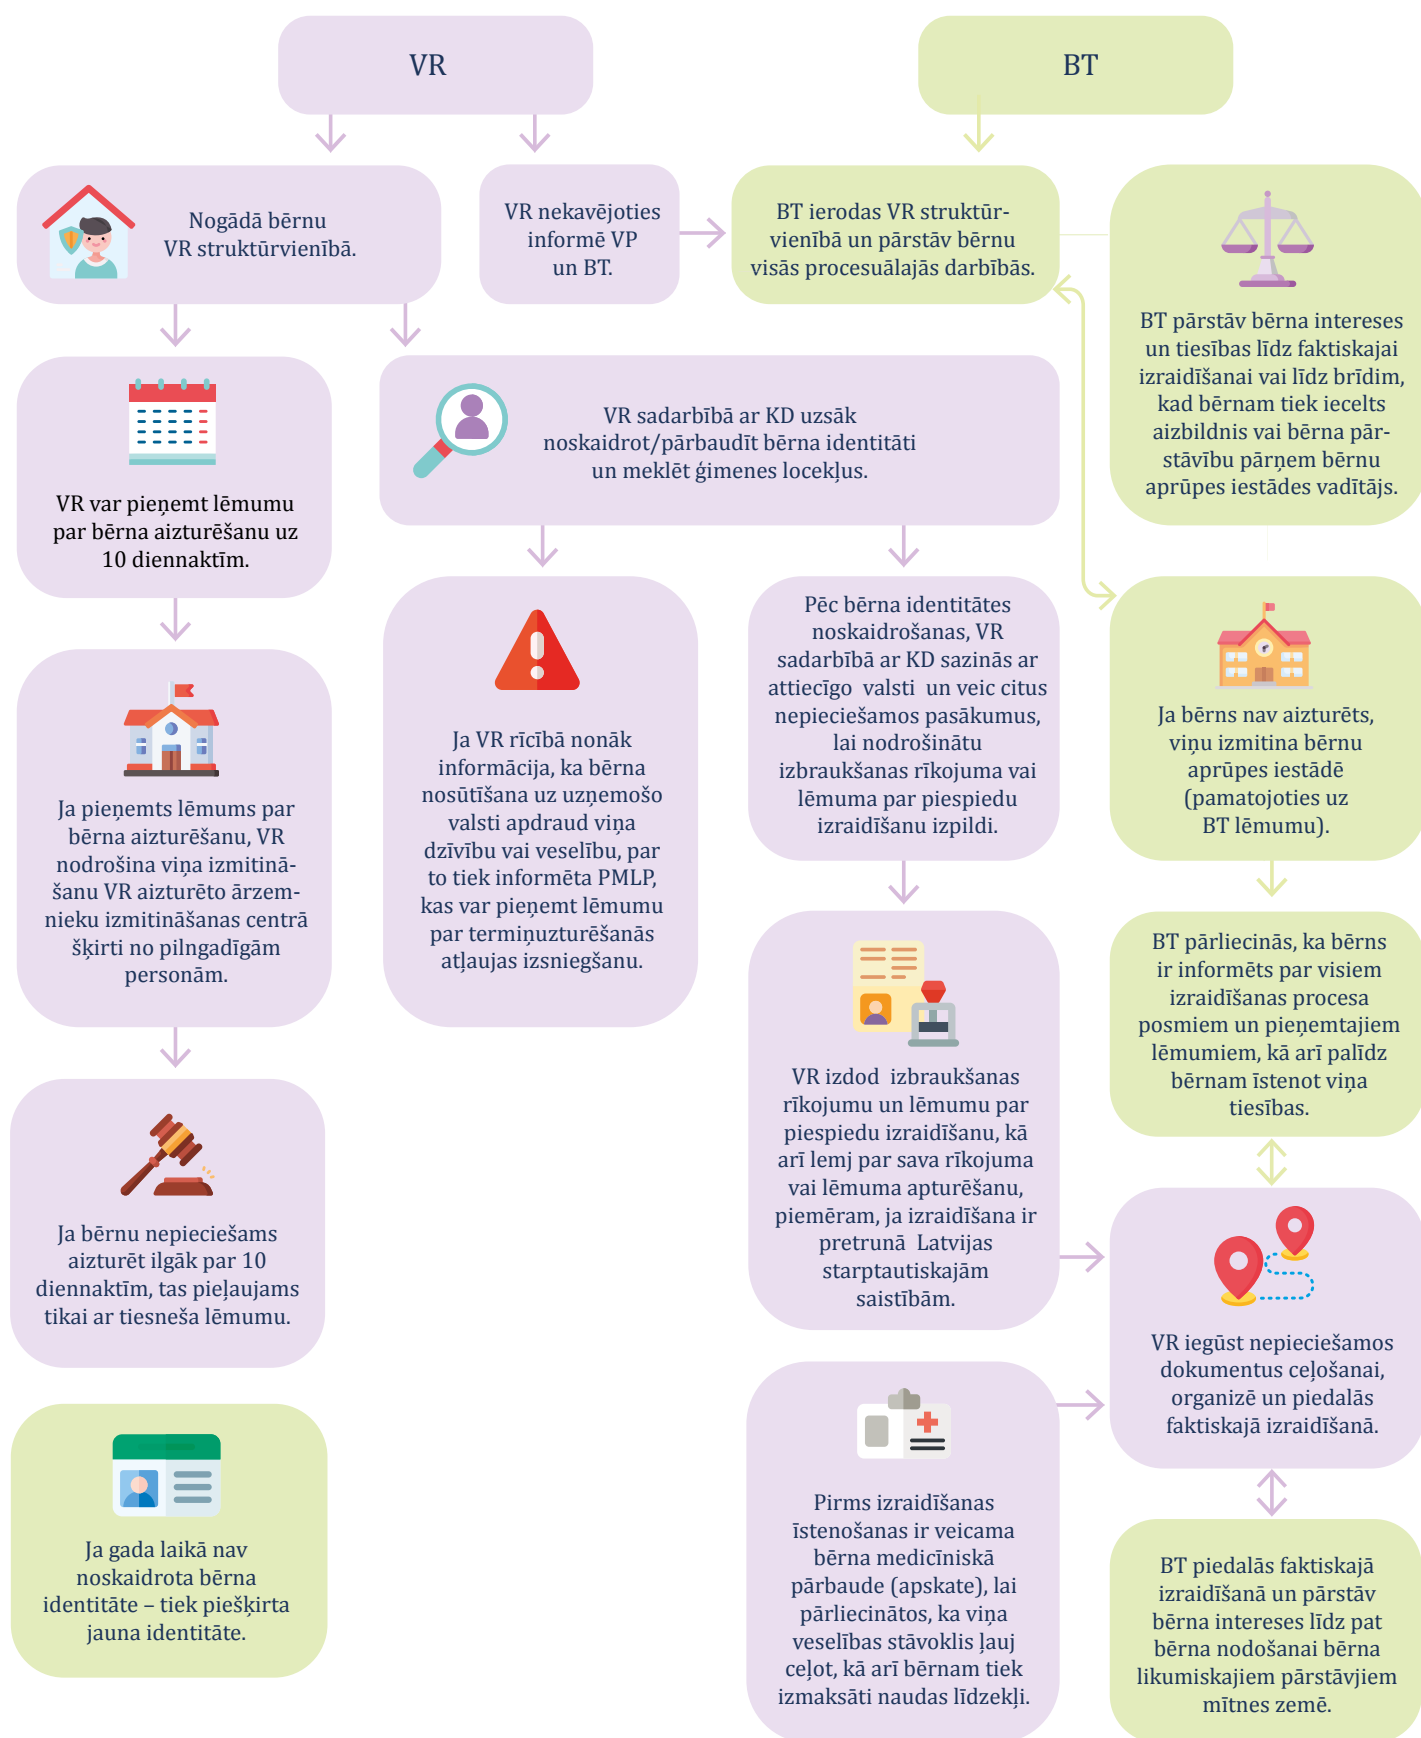 VR
BT
Nogādā bērnu
VR struktūrvienībā.
VR nekavējoties
informē VP
un BT.
BT ierodas VR struktūr-
vienībā un pārstāv bērnu
visās procesuālajās darbībās.
BT pārstāv bērna intereses
un tiesības līdz faktiskajai
izraidīšanai vai līdz brīdim,
kad bērnam tiek iecelts
aizbildnis vai bērna pār-
stāvību pārņem bērnu
aprūpes iestādes vadītājs.
VR var pieņemt lēmumu
par bērna aizturēšanu uz
10 diennaktīm.
VR sadarbībā ar KD uzsāk
noskaidrot/pārbaudīt bērna identitāti
un meklēt ģimenes locekļus.
Ja pieņemts lēmums par
bērna aizturēšanu, VR
nodrošina viņa izmitinā-
šanu VR aizturēto ārzem-
nieku izmitināšanas centrā
šķirti no pilngadīgām
personām.
Ja VR rīcībā nonāk
informācija, ka bērna
nosūtīšana uz uzņemošo
valsti apdraud viņa
dzīvību vai veselību, par
to tiek informēta PMLP,
kas var pieņemt lēmumu
par termiņuzturēšanās
atļaujas izsniegšanu.
Pēc bērna identitātes
noskaidrošanas, VR
sadarbībā ar KD sazinās ar
attiecīgo valsti un veic citus
nepieciešamos pasākumus,
lai nodrošinātu
izbraukšanas rīkojuma vai
lēmuma par piespiedu
izraidīšanu izpildi.
Ja bērns nav aizturēts,
viņu izmitina bērnu
aprūpes iestādē
(pamatojoties uz
BT lēmumu).
BT pārliecinās, ka bērns
ir informēts par visiem
izraidīšanas procesa
posmiem un pieņemtajiem
lēmumiem, kā arī palīdz
bērnam īstenot viņa
tiesības.
VR izdod izbraukšanas
rīkojumu un lēmumu par
piespiedu izraidīšanu, kā
arī lemj par sava rīkojuma
vai lēmuma apturēšanu,
piemēram, ja izraidīšana ir
pretrunā Latvijas
starptautiskajām
saistībām.
Ja bērnu nepieciešams
aizturēt ilgāk par 10
diennaktīm, tas pieļaujams
tikai ar tiesneša lēmumu.
VR iegūst nepieciešamos
dokumentus ceļošanai,
organizē un piedalās
faktiskajā izraidīšanā.
Ja gada laikā nav
noskaidrota bērna
identitāte – tiek piešķirta
jauna identitāte.
Pirms izraidīšanas
īstenošanas ir veicama
bērna medicīniskā
pārbaude (apskate), lai
pārliecinātos, ka viņa
veselības stāvoklis ļauj
ceļot, kā arī bērnam tiek
izmaksāti naudas līdzekļi.
BT piedalās faktiskajā
izraidīšanā un pārstāv
bērna intereses līdz pat
bērna nodošanai bērna
likumiskajiem pārstāvjiem
mītnes zemē.